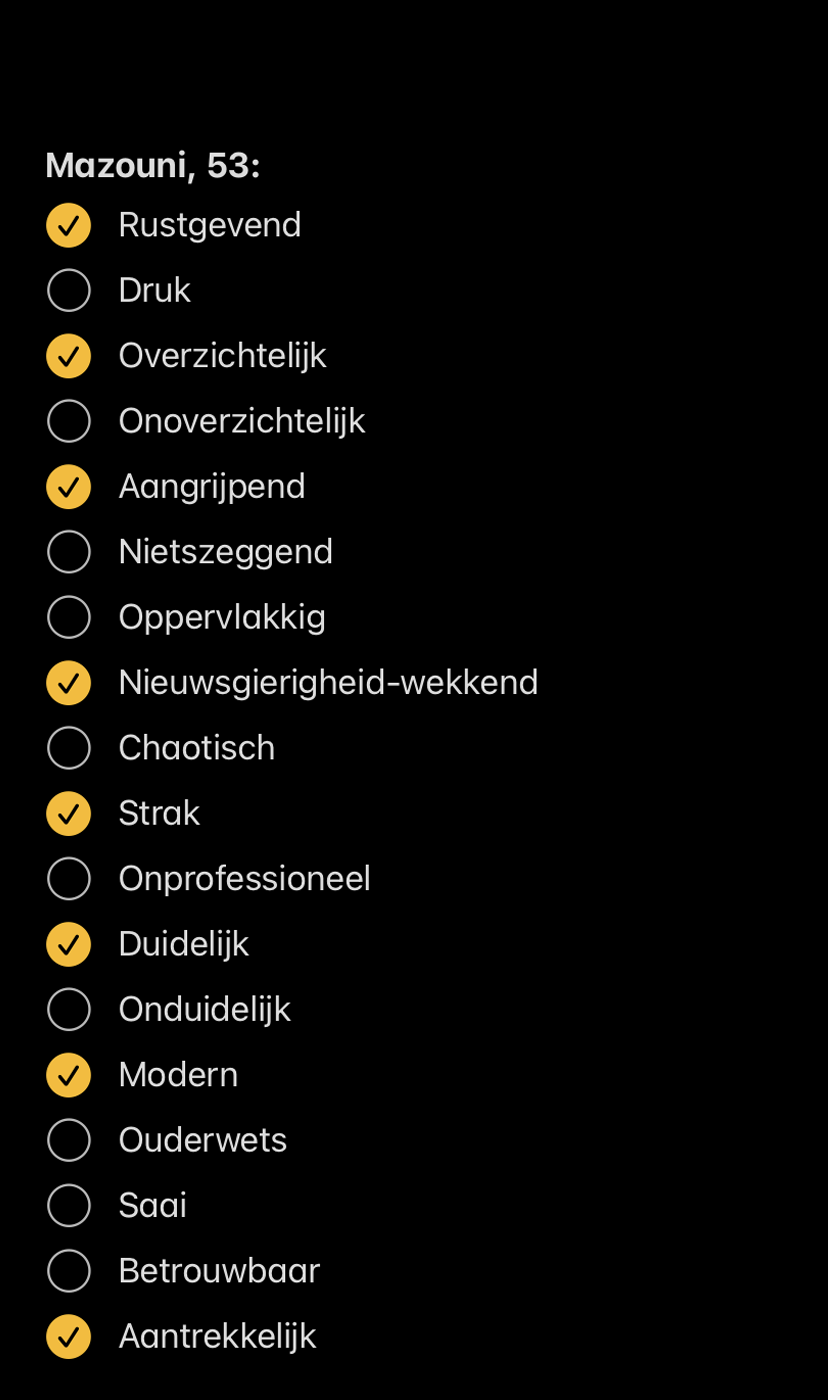 Mazouni, 53:
Rustgevend
Druk
Overzichtelijk
Onoverzichtelijk
Aangrijpend
Nietszeggend
Oppervlakkig
Nieuwsgierigheid-wekkend
Chaotisch
Strak
Onprofessioneel
Duidelijk
Onduidelijk
Modern
Ouderwets
Saai
Betrouwbaar
Aantrekkelijk